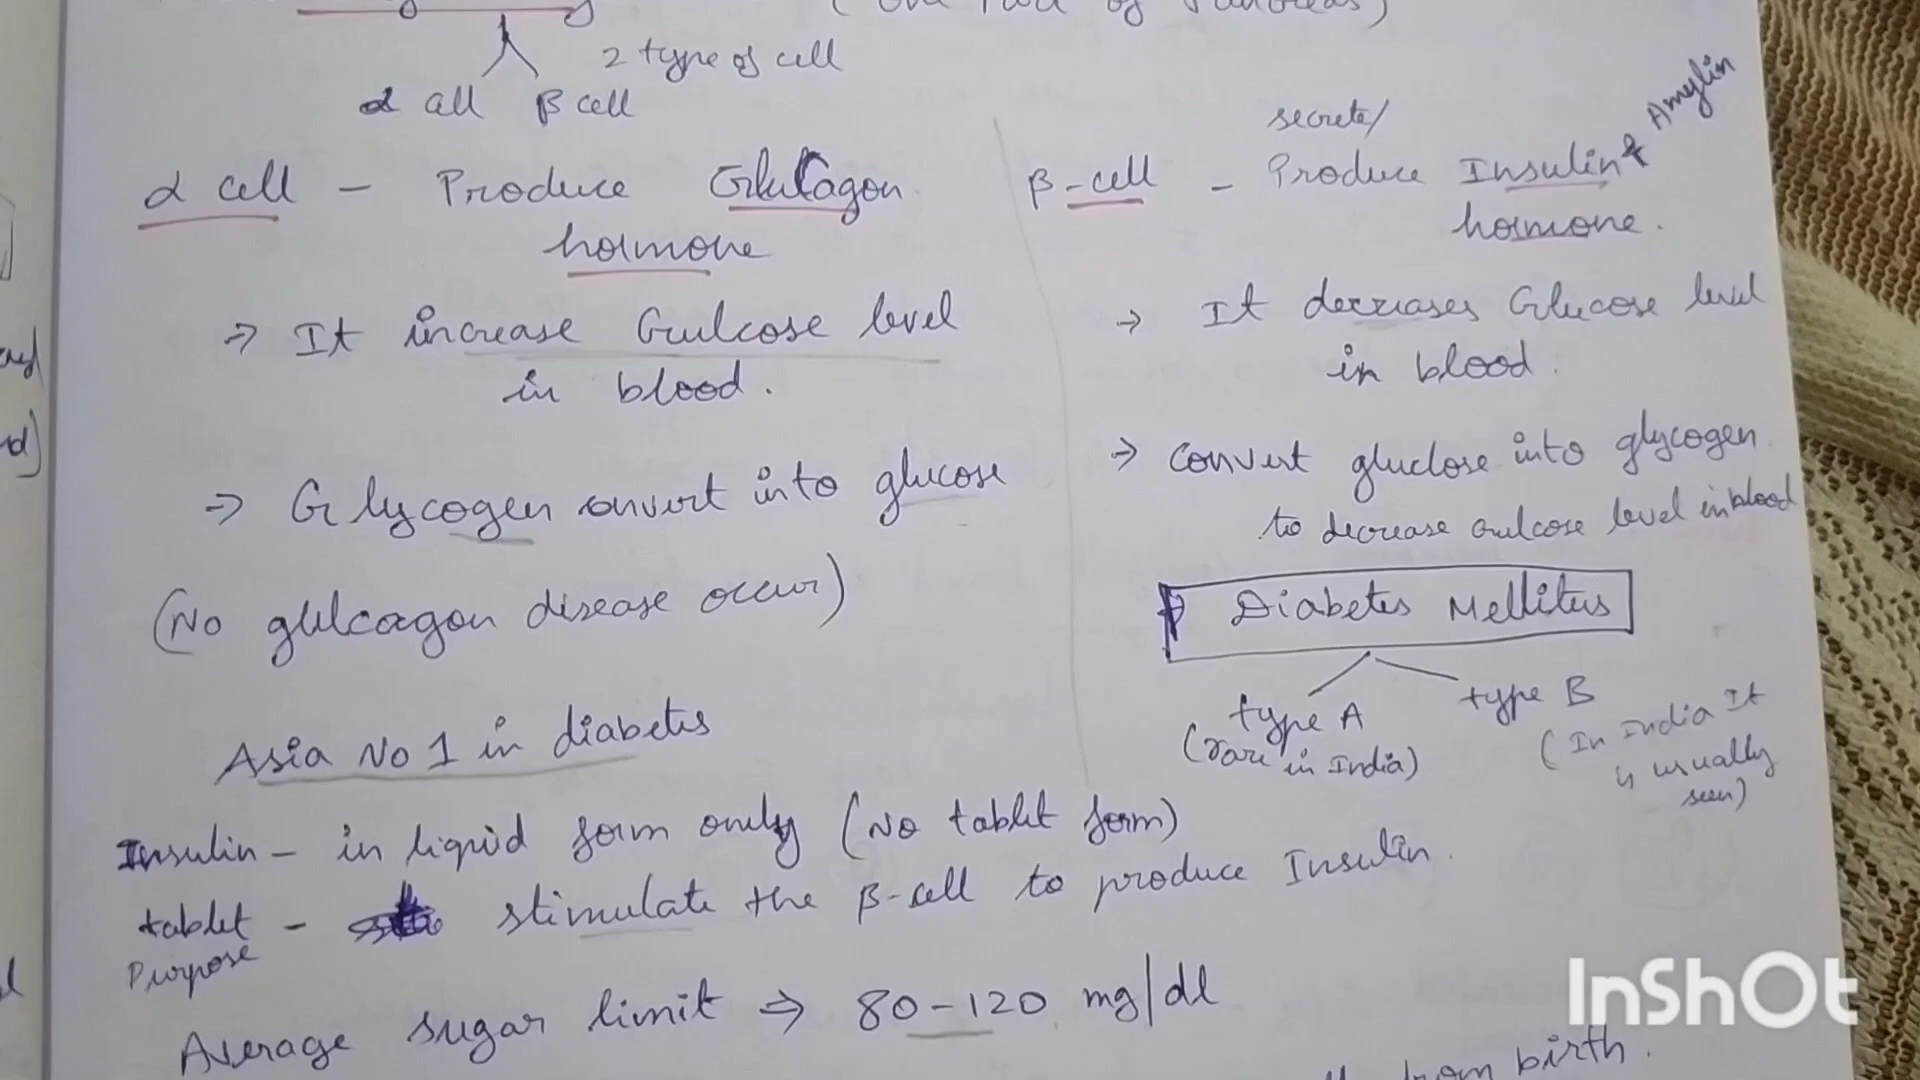 2 type of cell
α cell β cell
α cell - Produce Glucagon
hormone
→ It increase Gulcose level
in blood.
→ Glycogen onvert into glucose
(No glulcagon disease occur)
secrete/
β-cell - Produce Insulin & Amylin
hormone.
→ It decreases Glucose level
in blood.
→ Convert gluclose into glycogen
to decrease Gulcose level in blood
Diabetes Mellitus
type A
(rare in India)
type B
(In India It
is usually
seen)
Asia No 1 in diabetes
Insulin - in liquid form only (No tablet form)
tablet - stimulate the β-cell to produce Insulin.
Purpose
Average sugar limit ⇒ 80-120 mg/dl
from birth.
InShOt